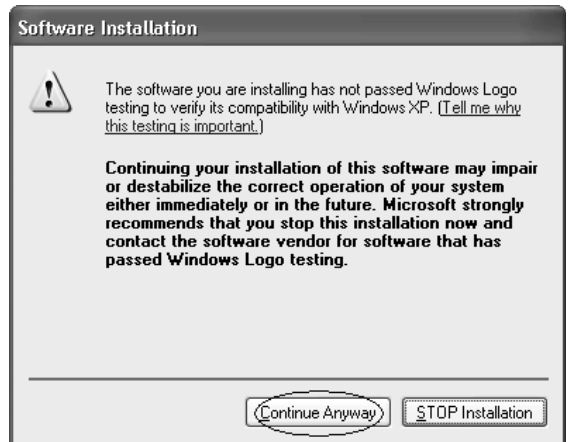 Software Installation
The software you are installing has not passed Windows Logo
testing to verify its compatibility with Windows XP. (Tell me why
this testing is important.)
Continuing your installation of this software may impair
or destabilize the correct operation of your system
either immediately or in the future. Microsoft strongly
recommends that you stop this installation now and
contact the software vendor for software that has
passed Windows Logo testing.
Continue Anyway STOP Installation